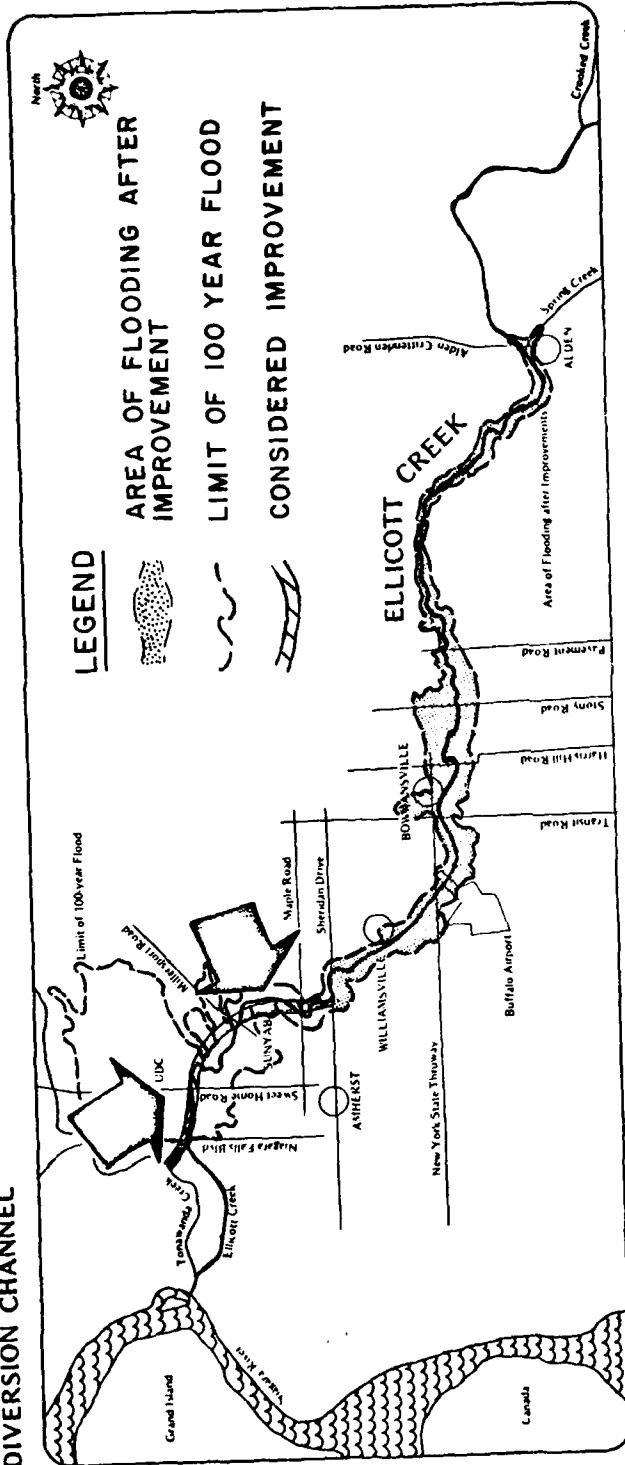 DIVERSION CHANNEL
North
LEGEND
AREA OF FLOODING AFTER
IMPROVEMENT
LIMIT OF 100 YEAR FLOOD
CONSIDERED IMPROVEMENT
Limit of 100-year Flood
Millersport Road
Maple Road
Sheridan Drive
UDC
SUNYAB
Sweet Home Road
Niagara Falls Blvd
AMHERST
WILLIAMSVILLE
BOWMANSVILLE
New York State Thruway
Buffalo Airport
Transit Road
Harris Hill Road
Stony Road
Pavement Road
ELLICOTT CREEK
Area of Flooding after Improvements
Alden Crittenden Road
ALDEN
Spring Creek
Crooked Creek
Tonawanda Creek
Ellicott Creek
Niagara River
Grand Island
Canada